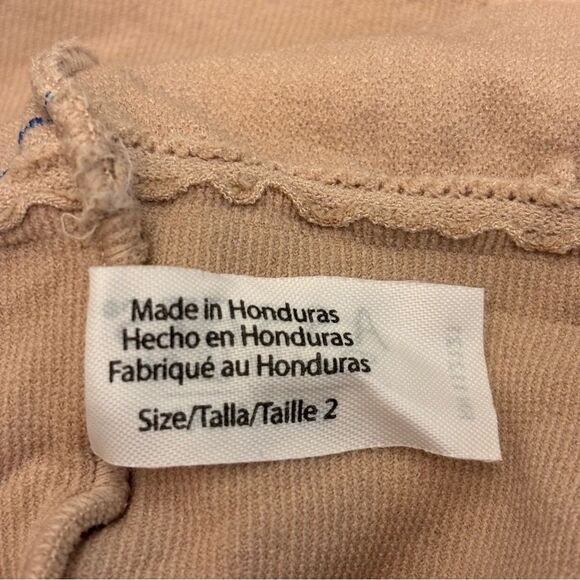 Made in Honduras
Hecho en Honduras
Fabriqué au Honduras
Size/Talla/Taille 2